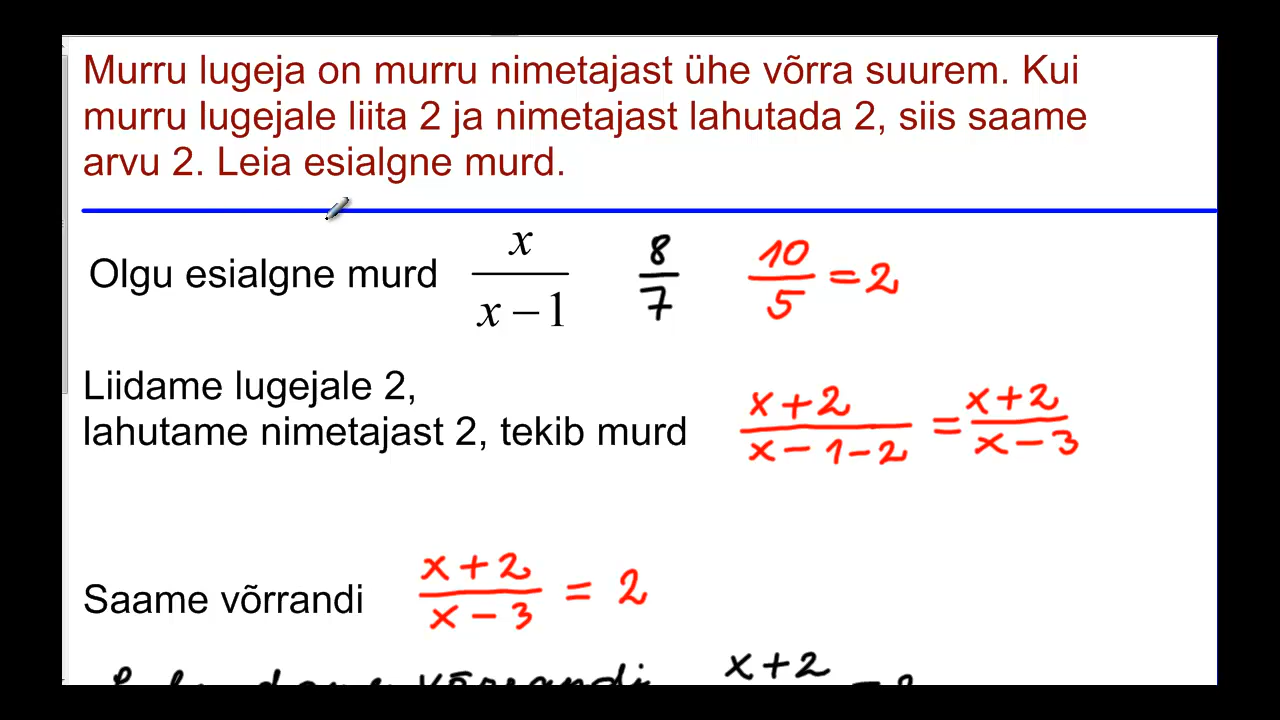 Murru lugeja on murru nimetajast ühe võrra suurem. Kui
murru lugejale liita 2 ja nimetajast lahutada 2, siis saame
arvu 2. Leia esialgne murd.
Olgu esialgne murd x/(x−1) 8/7 10/5 = 2
Liidame lugejale 2,
lahutame nimetajast 2, tekib murd (x+2)/(x−1−2) = (x+2)/(x−3)
Saame võrrandi (x+2)/(x−3) = 2
võrrandi x+2